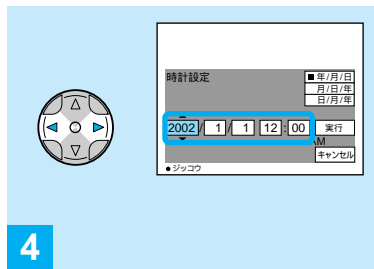 時計設定
■年/月/日
月/日/年
日/月/年
2002/ 1 / 1 12:00
実行
AM
キャンセル
●ジッコウ
4